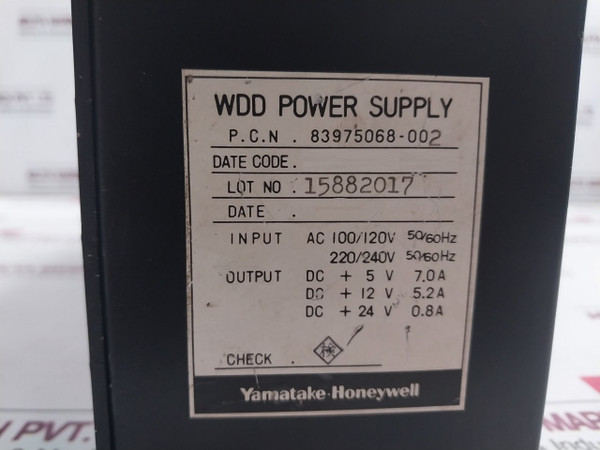 WDD POWER SUPPLY
P.C.N. 83975068-002
DATE CODE.
LOT NO. 15882017
DATE .
INPUT AC 100/120V 50/60Hz
220/240V 50/60Hz
OUTPUT DC + 5 V 7.0A
DC + 12 V 5.2A
DC + 24 V 0.8A
CHECK .
Yamatake-Honeywell